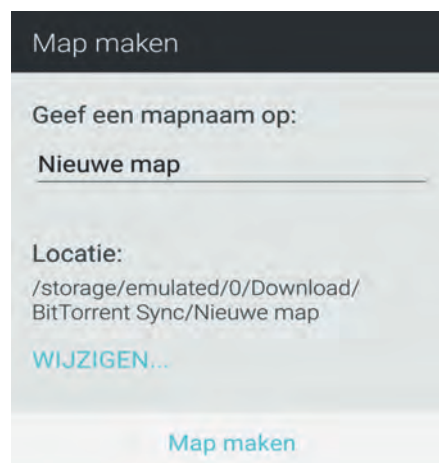 Map maken
Geef een mapnaam op:
Nieuwe map
Locatie:
/storage/emulated/0/Download/
BitTorrent Sync/Nieuwe map
WIJZIGEN...
Map maken